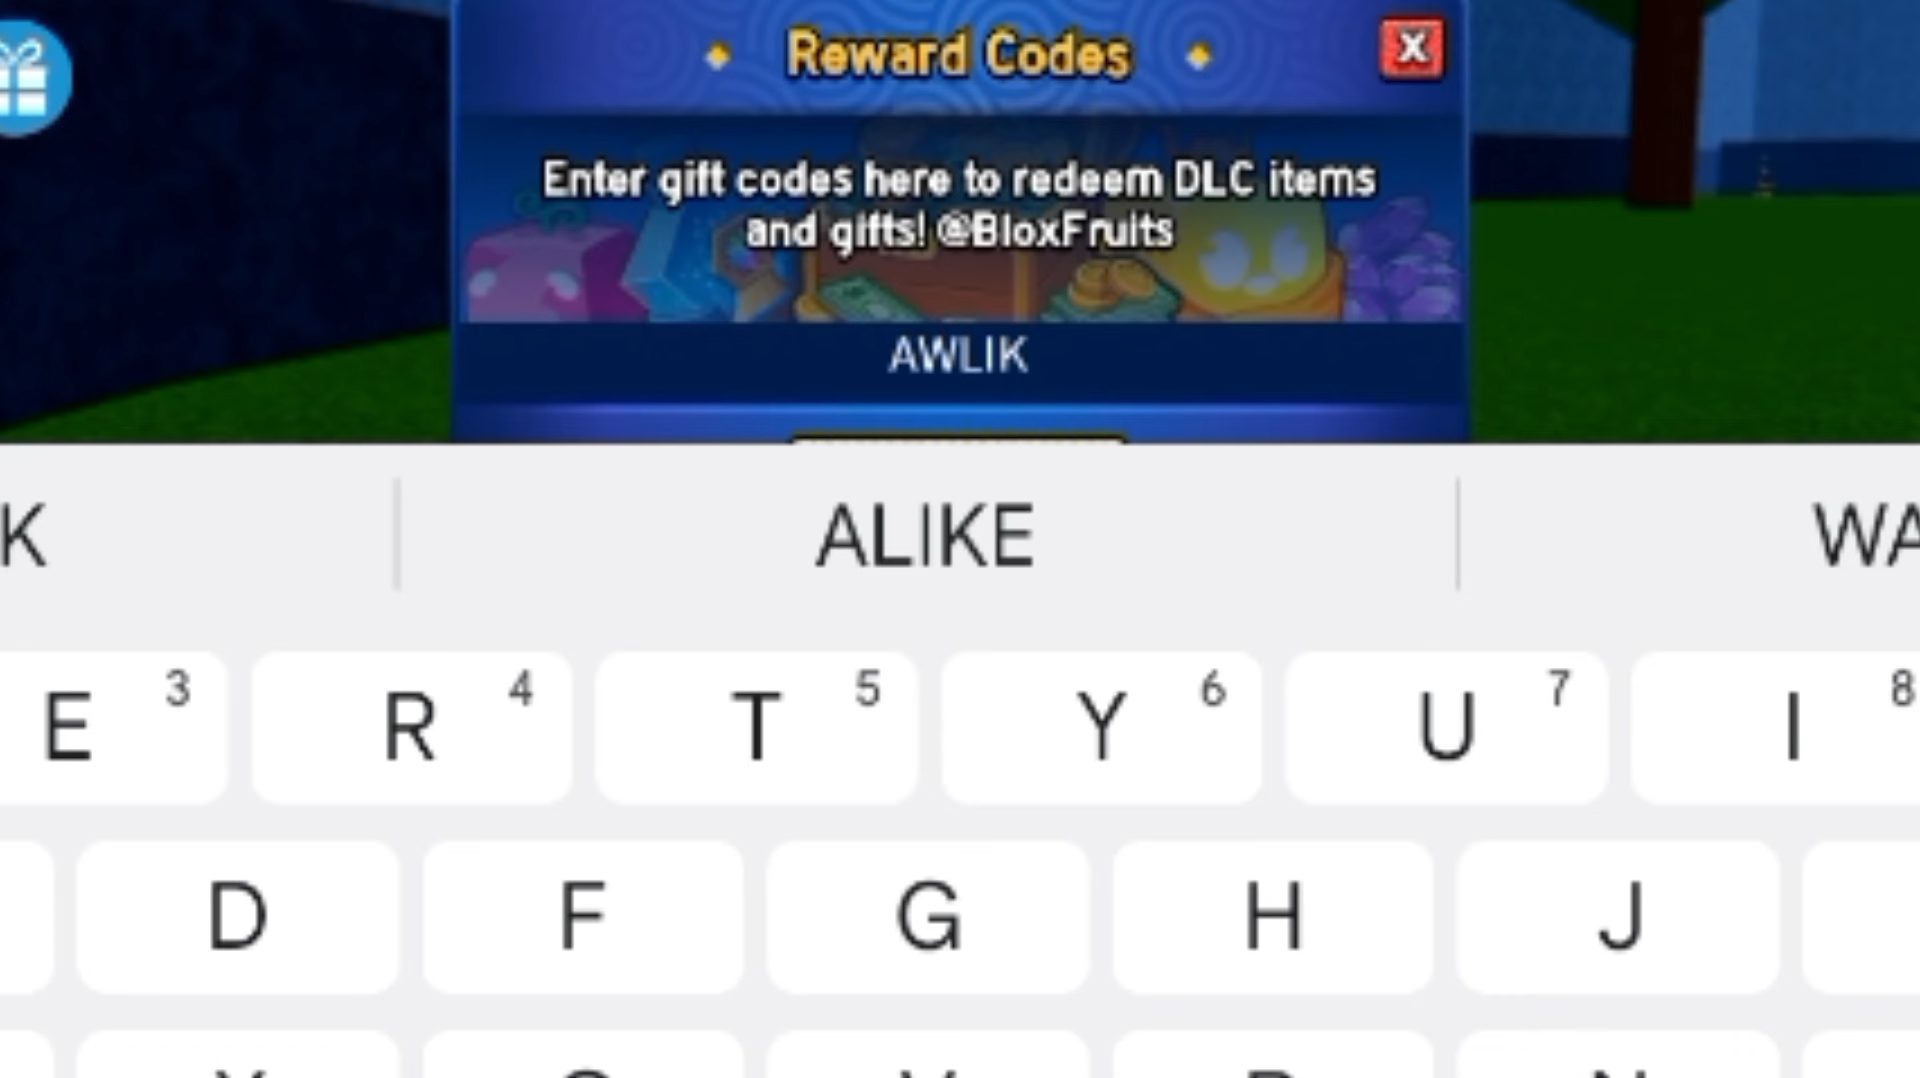 Reward Codes
X
Enter gift codes here to redeem DLC items
and gifts! @BloxFruits
AWLIK
K ALIKE WA
E 3 R 4 T 5 Y 6 U 7 I 8
D F G H J